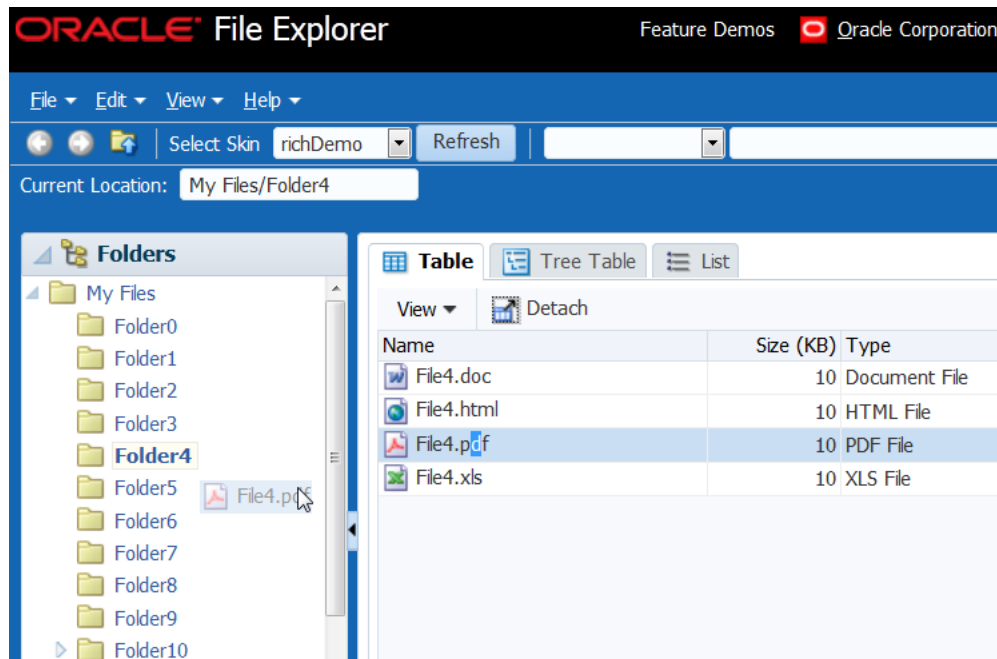 ORACLE File Explorer Feature Demos Oracle Corporation
File Edit View Help
Select Skin richDemo Refresh
Current Location: My Files/Folder4
Folders
My Files
Folder0
Folder1
Folder2
Folder3
Folder4
Folder5
File4.pdf
Folder6
Folder7
Folder8
Folder9
Folder10
Table Tree Table List
View Detach
Name Size (KB) Type
File4.doc 10 Document File
File4.html 10 HTML File
File4.pdf 10 PDF File
File4.xls 10 XLS File